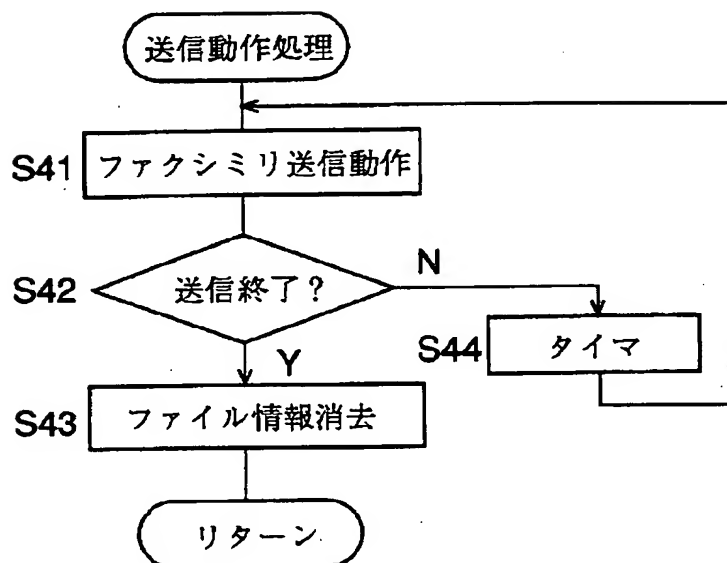 送信動作処理
S41 ファクシミリ送信動作
S42 送信終了?
N
S44 タイマ
Y
S43 ファイル情報消去
リターン